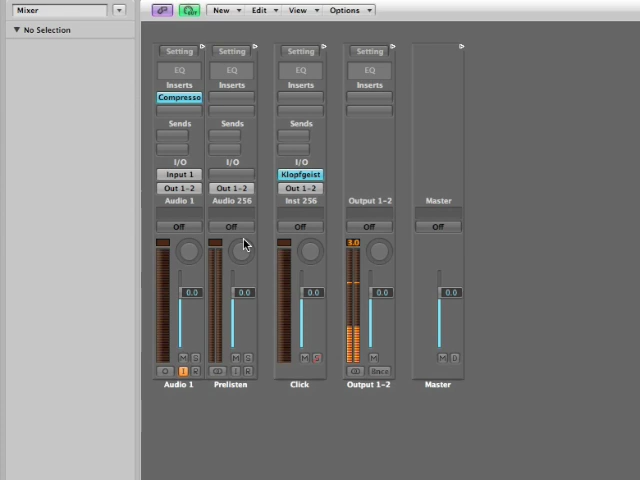 Mixer
New
Edit
View
Options
No Selection
Setting
Setting
Setting
Setting
EQ
EQ
EQ
EQ
Inserts
Inserts
Inserts
Inserts
Compresso
Sends
Sends
Sends
I/O
I/O
I/O
Input 1
Klopfgeist
Out 1-2
Out 1-2
Out 1-2
Audio 1
Audio 256
Inst 256
Output 1-2
Master
Off
Off
Off
Off
Off
3.0
0.0
0.0
0.0
0.0
0.0
M
S
M
S
M
S
M
M
D
I
R
I
R
Bnce
Audio 1
Prelisten
Click
Output 1-2
Master